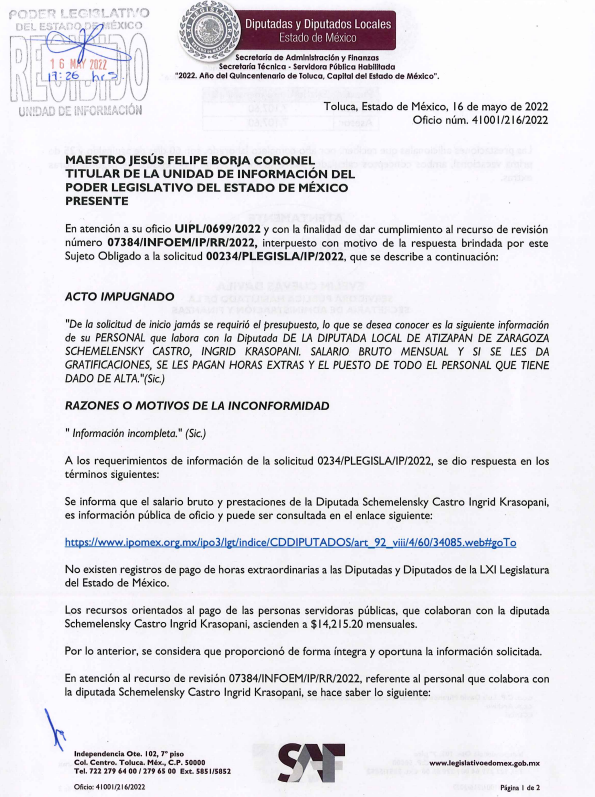 PODER LEGISLATIVO
DEL ESTADO DE MÉXICO
RECIBIDO
16 MAY 2022
17:26 hrs
UNIDAD DE INFORMACIÓN
Diputadas y Diputados Locales
Estado de México
Secretaría de Administración y Finanzas
Secretaría Técnica - Servidora Pública Habilitada
"2022. Año del Quincentenario de Toluca, Capital del Estado de México".
Toluca, Estado de México, 16 de mayo de 2022
Oficio núm. 41001/216/2022
MAESTRO JESÚS FELIPE BORJA CORONEL
TITULAR DE LA UNIDAD DE INFORMACIÓN DEL
PODER LEGISLATIVO DEL ESTADO DE MÉXICO
PRESENTE
En atención a su oficio UIPL/0699/2022 y con la finalidad de dar cumplimiento al recurso de revisión
número 07384/INFOEM/IP/RR/2022, interpuesto con motivo de la respuesta brindada por este
Sujeto Obligado a la solicitud 00234/PLEGISLA/IP/2022, que se describe a continuación:
ACTO IMPUGNADO
"De la solicitud de inicio jamás se requirió el presupuesto, lo que se desea conocer es la siguiente información
de su PERSONAL que labora con la Diputada DE LA DIPUTADA LOCAL DE ATIZAPAN DE ZARAGOZA
SCHEMELENSKY CASTRO, INGRID KRASOPANI. SALARIO BRUTO MENSUAL Y SI SE LES DA
GRATIFICACIONES, SE LES PAGAN HORAS EXTRAS Y EL PUESTO DE TODO EL PERSONAL QUE TIENE
DADO DE ALTA."(Sic.)
RAZONES O MOTIVOS DE LA INCONFORMIDAD
" Información incompleta." (Sic.)
A los requerimientos de información de la solicitud 0234/PLEGISLA/IP/2022, se dio respuesta en los
términos siguientes:
Se informa que el salario bruto y prestaciones de la Diputada Schemelensky Castro Ingrid Krasopani,
es información pública de oficio y puede ser consultada en el enlace siguiente:
https://www.ipomex.org.mx/ipo3/lgt/indice/CDDIPUTADOS/art_92_viii/4/60/34085.web#goTo
No existen registros de pago de horas extraordinarias a las Diputadas y Diputados de la LXI Legislatura
del Estado de México.
Los recursos orientados al pago de las personas servidoras públicas, que colaboran con la diputada
Schemelensky Castro Ingrid Krasopani, ascienden a $14,215.20 mensuales.
Por lo anterior, se considera que proporcionó de forma íntegra y oportuna la información solicitada.
En atención al recurso de revisión 07384/INFOEM/IP/RR/2022, referente al personal que colabora con
la diputada Schemelensky Castro Ingrid Krasopani, se hace saber lo siguiente:
Independencia Ote. 102, 7° piso
Col. Centro. Toluca. Méx., C.P. 50000
Tel. 722 279 64 00 / 279 65 00 Ext. 5851/5852
SAF
www.legislativoedomex.gob.mx
Oficio: 41001/216/2022
Página 1 de 2